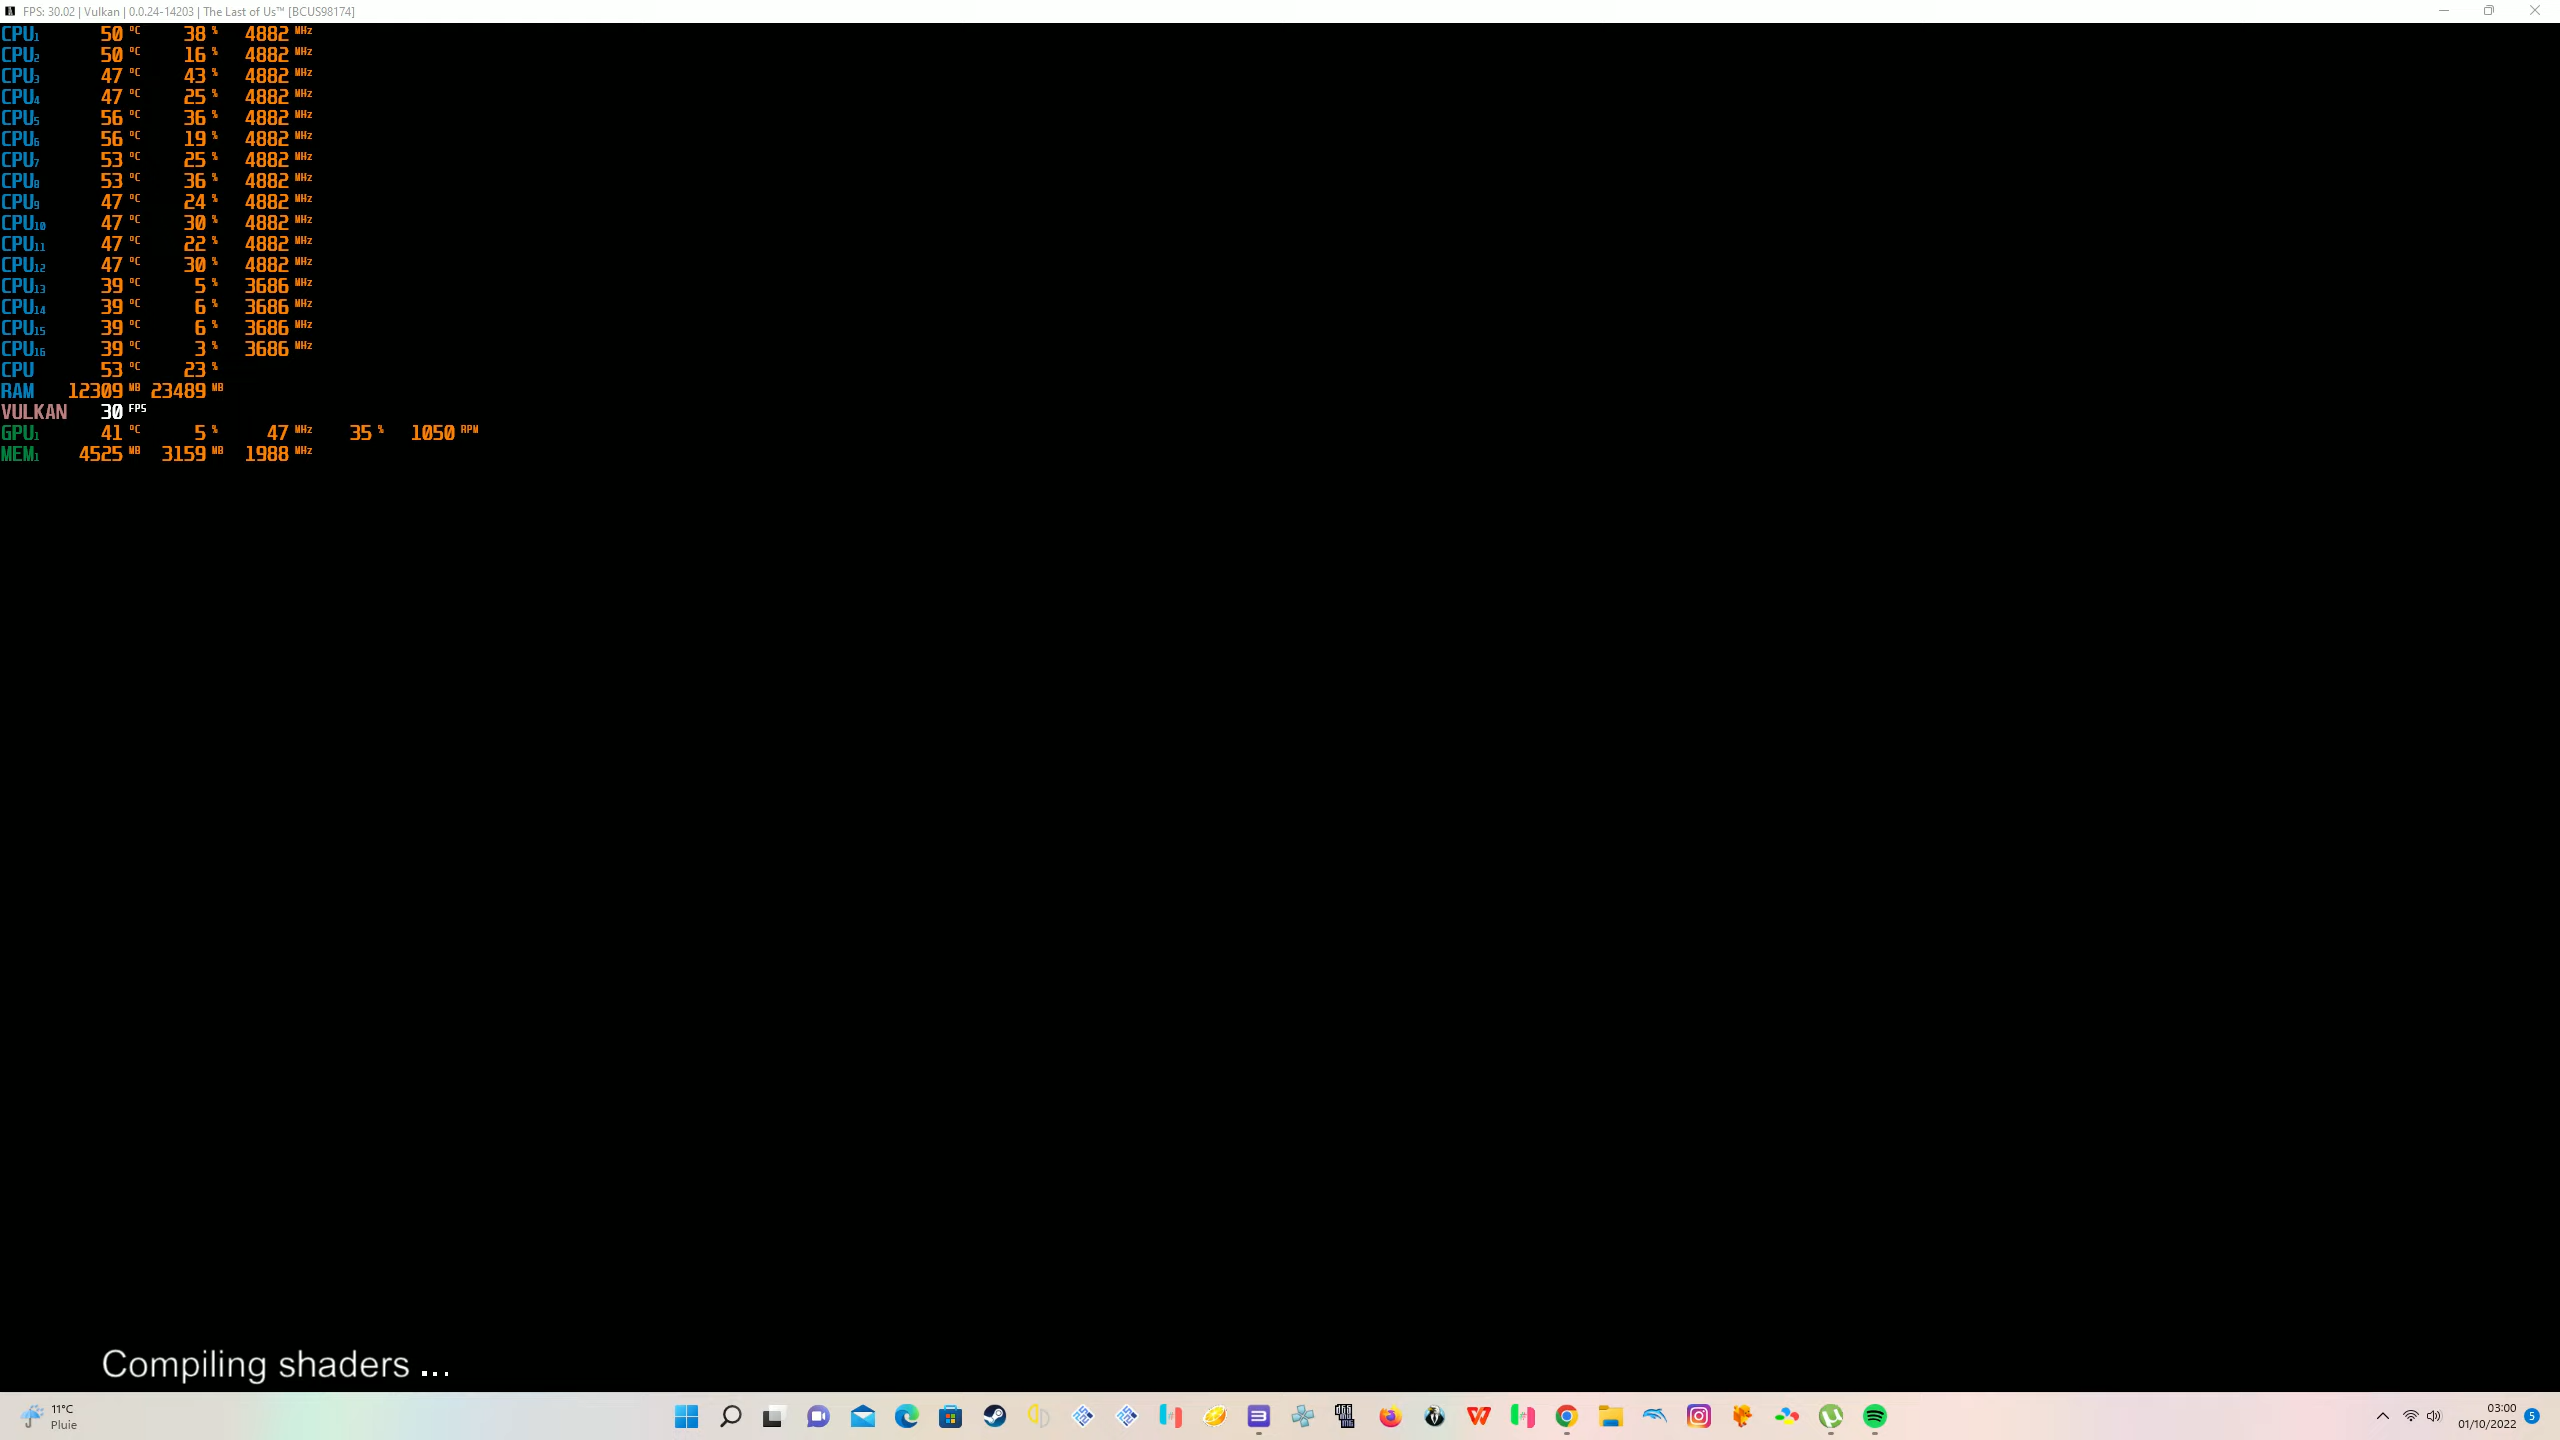 FPS: 30.02 | Vulkan | 0.0.24-14203 | The Last of Us™ [BCUS98174]
CPU1 50 °C 38 % 4882 MHz
CPU2 50 °C 16 % 4882 MHz
CPU3 47 °C 43 % 4882 MHz
CPU4 47 °C 25 % 4882 MHz
CPU5 56 °C 36 % 4882 MHz
CPU6 56 °C 19 % 4882 MHz
CPU7 53 °C 25 % 4882 MHz
CPU8 53 °C 36 % 4882 MHz
CPU9 47 °C 24 % 4882 MHz
CPU10 47 °C 30 % 4882 MHz
CPU11 47 °C 22 % 4882 MHz
CPU12 47 °C 30 % 4882 MHz
CPU13 39 °C 5 % 3686 MHz
CPU14 39 °C 6 % 3686 MHz
CPU15 39 °C 6 % 3686 MHz
CPU16 39 °C 3 % 3686 MHz
CPU 53 °C 23 %
RAM 12309 MB 23489 MB
VULKAN 30 FPS
GPU1 41 °C 5 % 47 MHz 35 % 1050 RPM
MEM1 4525 MB 3159 MB 1988 MHz
Compiling shaders ...
11°C
Pluie
03:00
01/10/2022
5